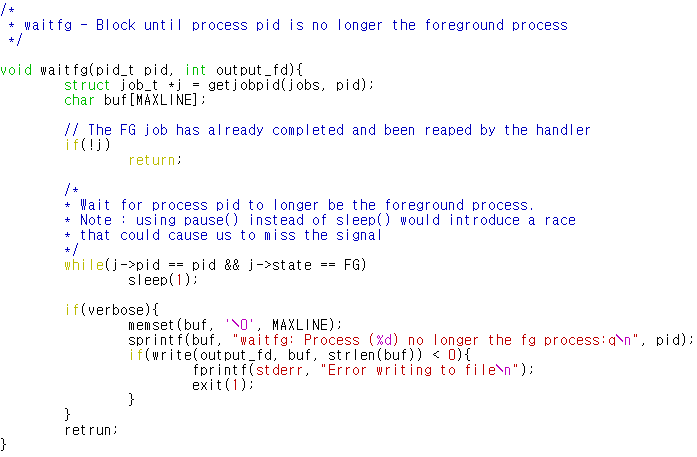 /*
 * waitfg - Block until process pid is no longer the foreground process
 */
void waitfg(pid_t pid, int output_fd){
        struct job_t *j = getjobpid(jobs, pid);
        char buf[MAXLINE];
        // The FG job has already completed and been reaped by the handler
        if(!j)
                return;
        /*
        * Wait for process pid to longer be the foreground process.
        * Note : using pause() instead of sleep() would introduce a race
        * that could cause us to miss the signal
        */
        while(j->pid == pid && j->state == FG)
                sleep(1);
        if(verbose){
                memset(buf, '\0', MAXLINE);
                sprintf(buf, "waitfg: Process (%d) no longer the fg process:q\n", pid);
                if(write(output_fd, buf, strlen(buf)) < 0){
                        fprintf(stderr, "Error writing to file\n");
                        exit(1);
                }
        }
        retrun;
}